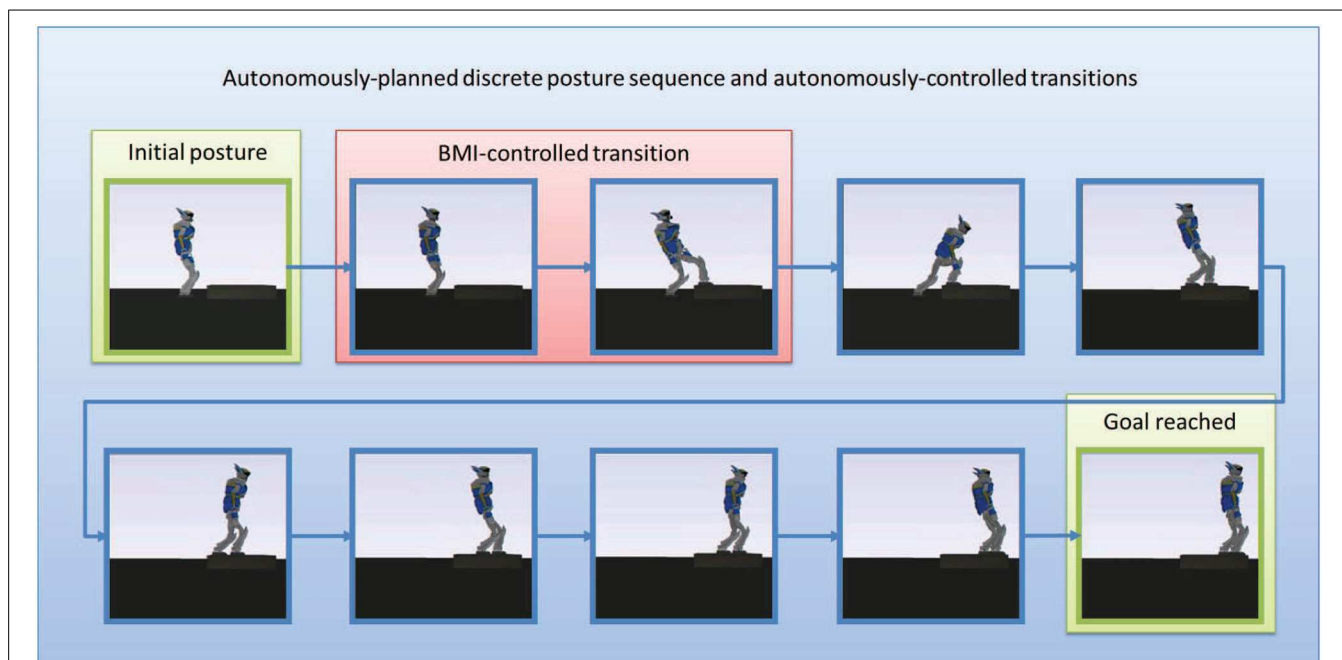 Autonomously-planned discrete posture sequence and autonomously-controlled transitions
Initial posture
BMI-controlled transition
Goal reached